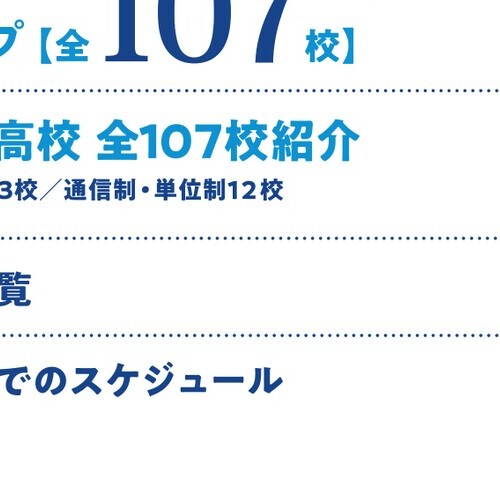 プ【全107校】
高校 全107校紹介
3校／通信制・単位制12校
覧
でのスケジュール